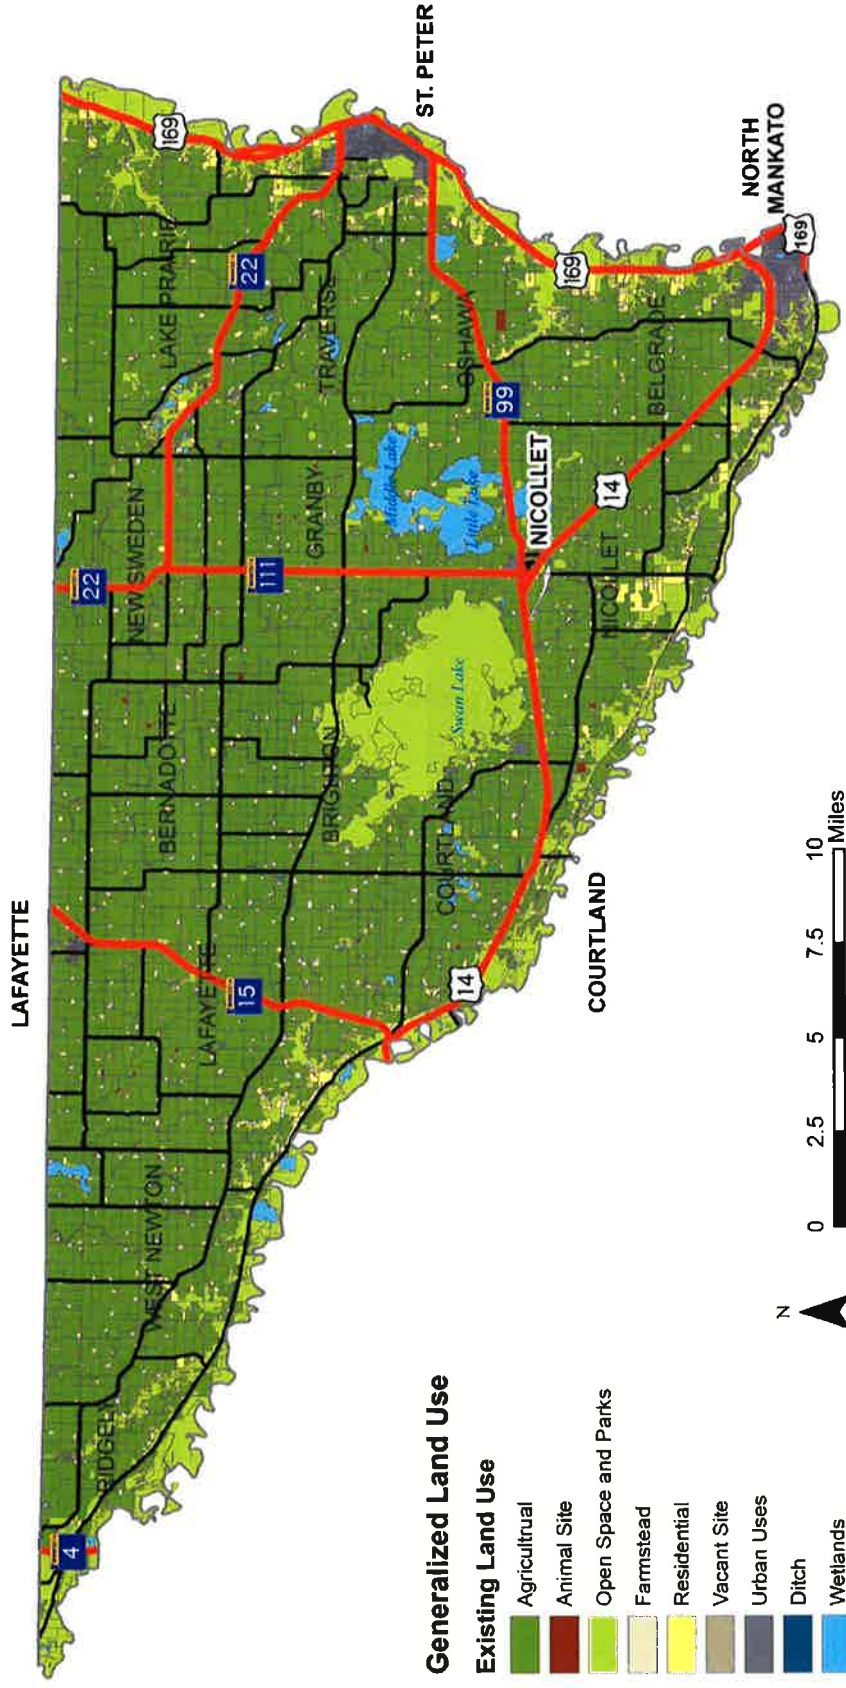 LAFAYETTE
4
22
169
RIDGELY
WEST NEWTON
LAFAYETTE
BERNADOTTE
NEW SWEDEN
LAKE PRAIRIE
15
111
22
BRIGHTON
GRANBY
TRAVERSE
ST. PETER
Middle Lake
Swan Lake
Little Lake
COURTLAND
OSHAWA
14
99
NICOLLET
169
14
NICOLLET
BELGRADE
COURTLAND
NORTH
MANKATO
169
Generalized Land Use
Existing Land Use
Agricultrual
Animal Site
Open Space and Parks
Farmstead
Residential
Vacant Site
Urban Uses
Ditch
Wetlands
N
0 2.5 5 7.5 10
Miles